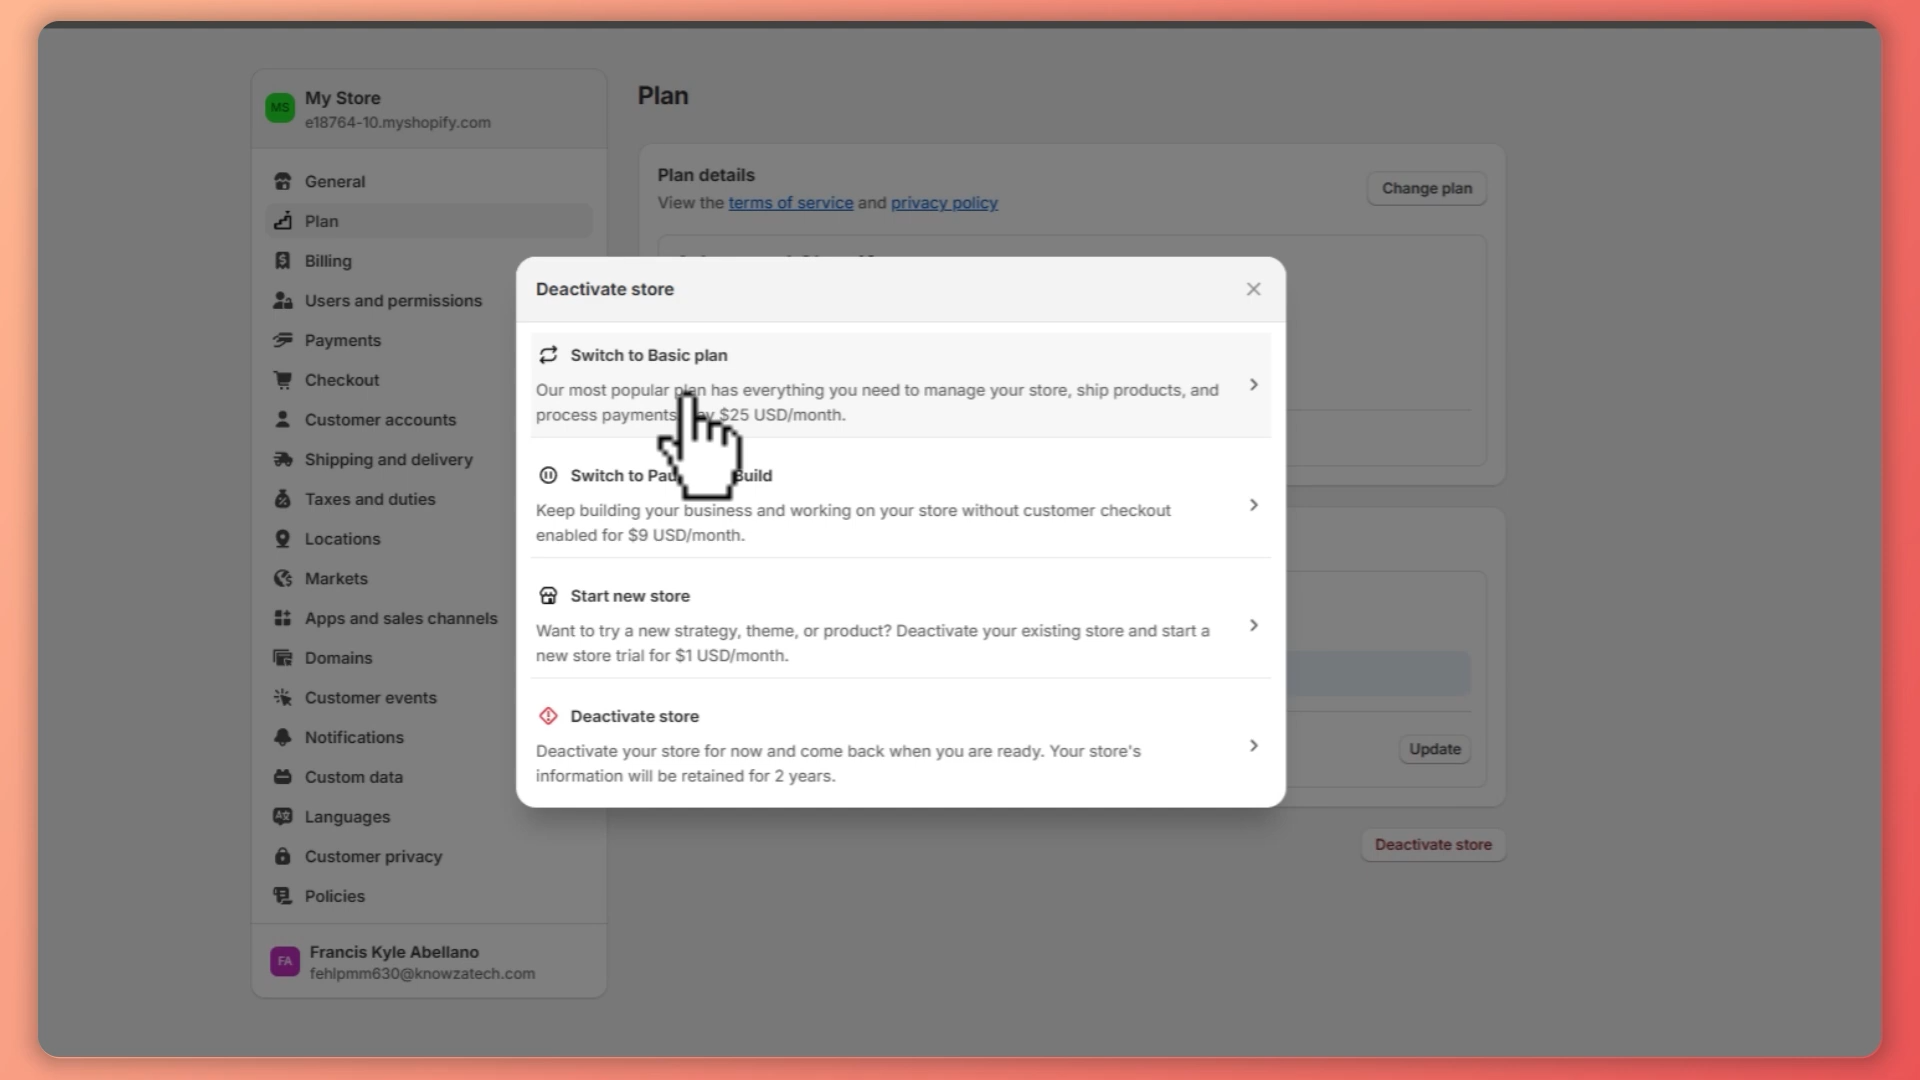 MS
My Store
e18764-10.myshopify.com
General
Plan
Billing
Users and permissions
Payments
Checkout
Customer accounts
Shipping and delivery
Taxes and duties
Locations
Markets
Apps and sales channels
Domains
Customer events
Notifications
Custom data
Languages
Customer privacy
Policies
FA
Francis Kyle Abellano
fehlpmm630@knowzatech.com
Plan
Plan details
View the terms of service and privacy policy
Change plan
Deactivate store
Switch to Basic plan
Our most popular plan has everything you need to manage your store, ship products, and
process payments $25 USD/month.
Switch to Build
Keep building your business and working on your store without customer checkout
enabled for $9 USD/month.
Start new store
Want to try a new strategy, theme, or product? Deactivate your existing store and start a
new store trial for $1 USD/month.
Deactivate store
Deactivate your store for now and come back when you are ready. Your store's
information will be retained for 2 years.
Update
Deactivate store